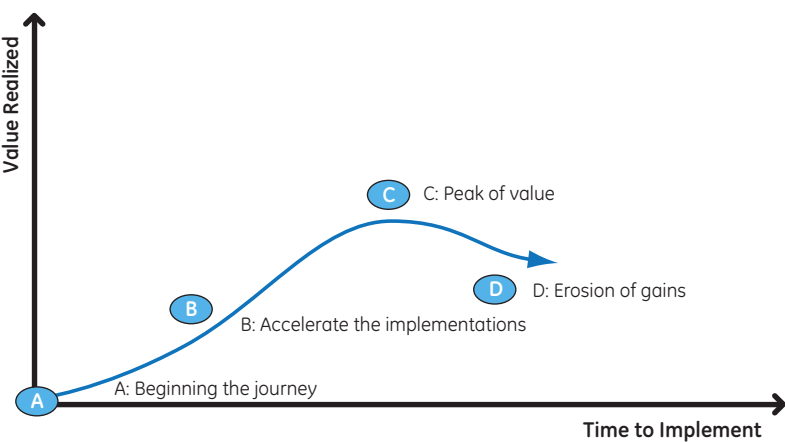 Value Realized
C
C: Peak of value
B
D
D: Erosion of gains
B: Accelerate the implementations
A
A: Beginning the journey
Time to Implement